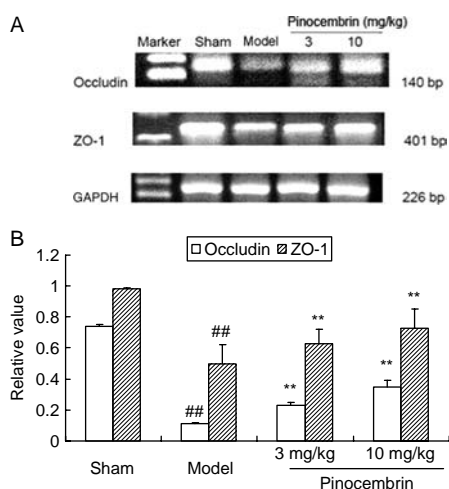 A
Pinocembrin (mg/kg)
Marker Sham Model 3 10
Occludin 140 bp
ZO-1 401 bp
GAPDH 226 bp
B
Occludin ZO-1
1.2
1
0.8
0.6
0.4
0.2
0
Relative value
## ##
** **
** **
Sham Model 3 mg/kg 10 mg/kg
Pinocembrin